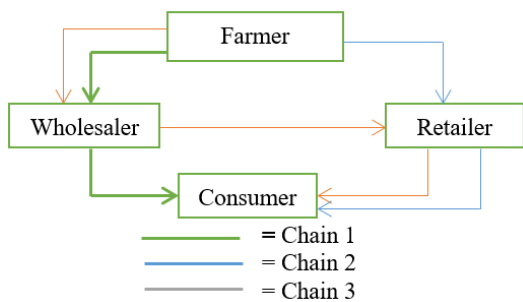 Farmer
Wholesaler
Retailer
Consumer
= Chain 1
= Chain 2
= Chain 3